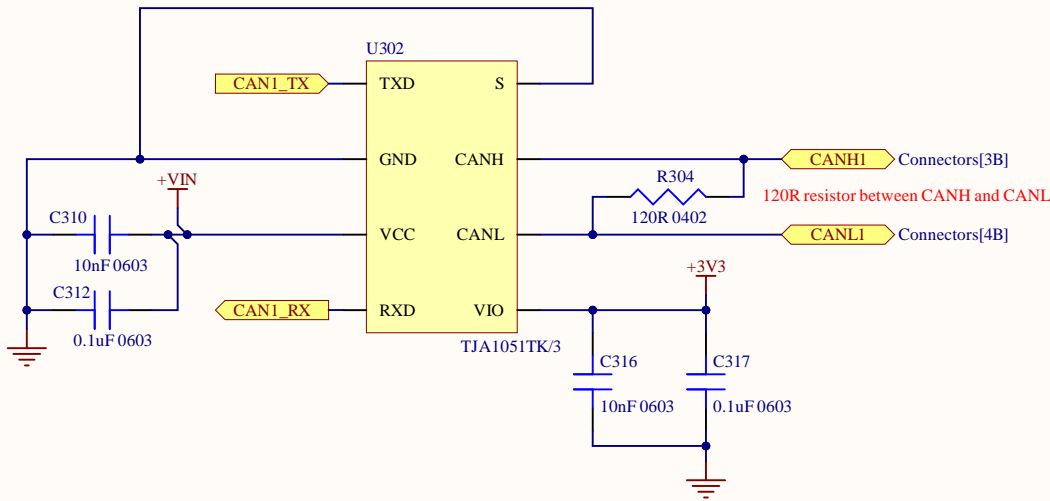 U302
CAN1_TX
TXD
S
GND
CANH
CANH1
Connectors[3B]
+VIN
R304
120R resistor between CANH and CANL
120R 0402
C310
VCC
CANL
CANL1
Connectors[4B]
10nF 0603
+3V3
C312
CAN1_RX
RXD
VIO
0.1uF 0603
TJA1051TK/3
C316
C317
10nF 0603
0.1uF 0603